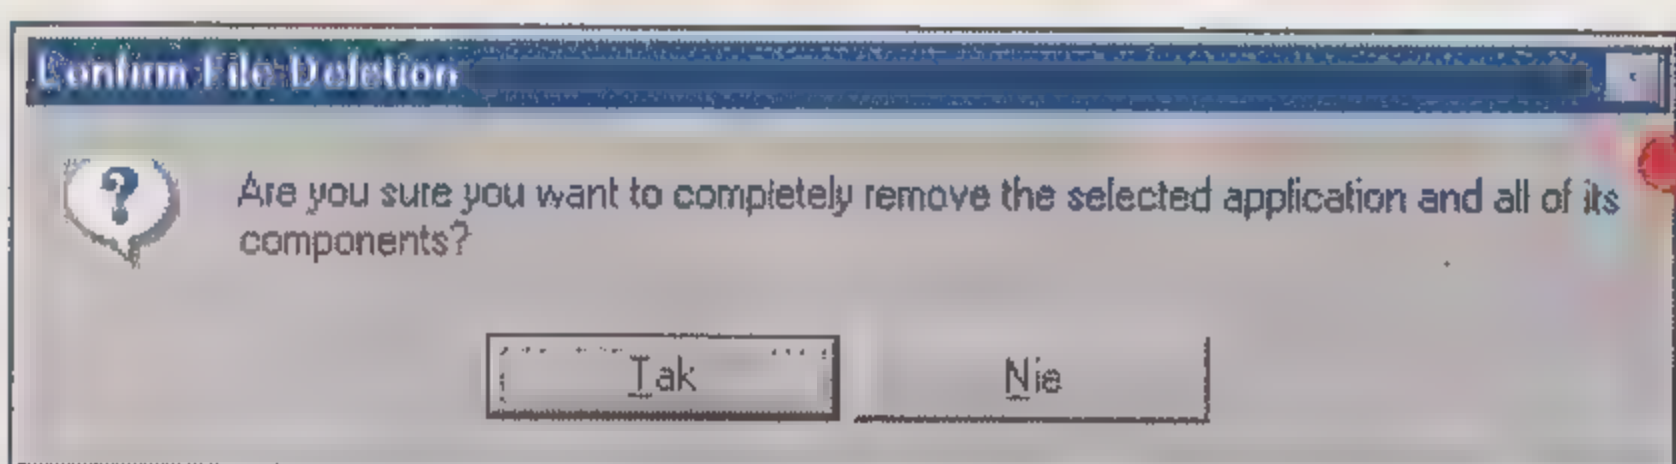 Confirm File Deletion
Are you sure you want to completely remove the selected application and all of its
components?
Tak
Nie